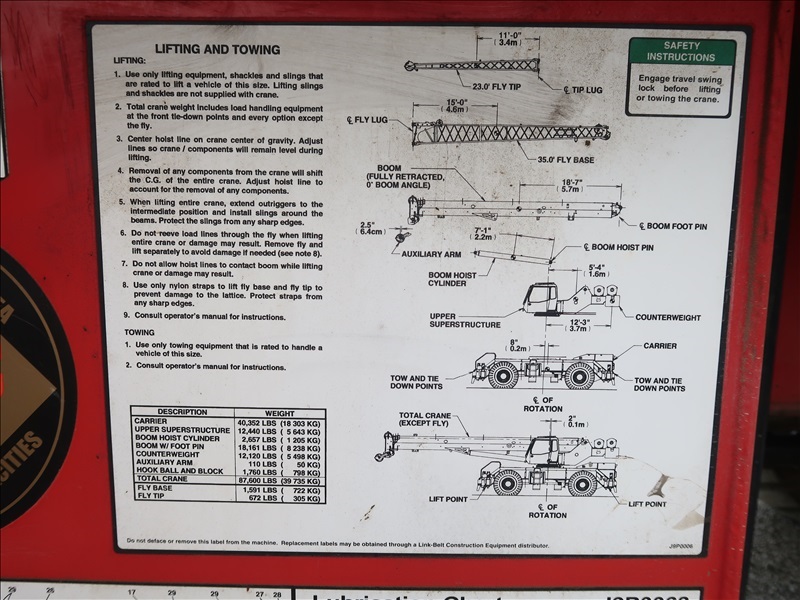 LIFTING AND TOWING
LIFTING:
1. Use only lifting equipment, shackles and slings that
are rated to lift a vehicle of this size. Lifting slings
and shackles are not supplied with crane.
2. Total crane weight includes load handling equipment
at the front tie-down points and every option except
the fly.
3. Center hoist line on crane center of gravity. Adjust
lines so crane / components will remain level during
lifting.
4. Removal of any components from the crane will shift
the C.G. of the entire crane. Adjust hoist line to
account for the removal of any components.
5. When lifting entire crane, extend outriggers to the
intermediate position and install slings around the
beams. Protect the slings from any sharp edges.
6. Do not reeve load lines through the fly when lifting
entire crane or damage may result. Remove fly and
lift separately to avoid damage if needed (see note 8).
7. Do not allow hoist lines to contact boom while lifting
crane or damage may result.
8. Use only nylon straps to lift fly base and fly tip to
prevent damage to the lattice. Protect straps from
any sharp edges.
9. Consult operator's manual for instructions.
TOWING
1. Use only towing equipment that is rated to handle a
vehicle of this size.
2. Consult operator's manual for instructions.
DESCRIPTION WEIGHT
CARRIER 40,352 LBS (18 303 KG)
UPPER SUPERSTRUCTURE 12,440 LBS ( 5 643 KG)
BOOM HOIST CYLINDER 2,657 LBS ( 1 205 KG)
BOOM W/ FOOT PIN 18,161 LBS ( 8 238 KG)
COUNTERWEIGHT 12,120 LBS ( 5 498 KG)
AUXILIARY ARM 110 LBS ( 50 KG)
HOOK BALL AND BLOCK 1,760 LBS ( 798 KG)
TOTAL CRANE 87,600 LBS (39 735 KG)
FLY BASE 1,591 LBS ( 722 KG)
FLY TIP 672 LBS ( 305 KG)
11'-0"
( 3.4m)
23.0' FLY TIP
℄ TIP LUG
15'-0"
( 4.6m)
℄ FLY LUG
35.0' FLY BASE
BOOM
(FULLY RETRACTED,
0° BOOM ANGLE)
18'-7"
( 5.7m)
℄ BOOM FOOT PIN
2.5"
( 6.4cm)
AUXILIARY ARM
7'-1"
( 2.2m)
℄ BOOM HOIST PIN
BOOM HOIST
CYLINDER
5'-4"
( 1.6m)
UPPER
SUPERSTRUCTURE
COUNTERWEIGHT
12'-3"
( 3.7m)
8"
( 0.2m)
CARRIER
TOW AND TIE
DOWN POINTS
TOW AND TIE
DOWN POINTS
℄ OF
ROTATION
TOTAL CRANE
(EXCEPT FLY)
2"
( 0.1m)
LIFT POINT
LIFT POINT
℄ OF
ROTATION
SAFETY
INSTRUCTIONS
Engage travel swing
lock before lifting
or towing the crane.
Do not deface or remove this label from the machine. Replacement labels may be obtained through a Link-Belt Construction Equipment distributor.
J9P0006
CITIES
25 26 17 29 29 27 28